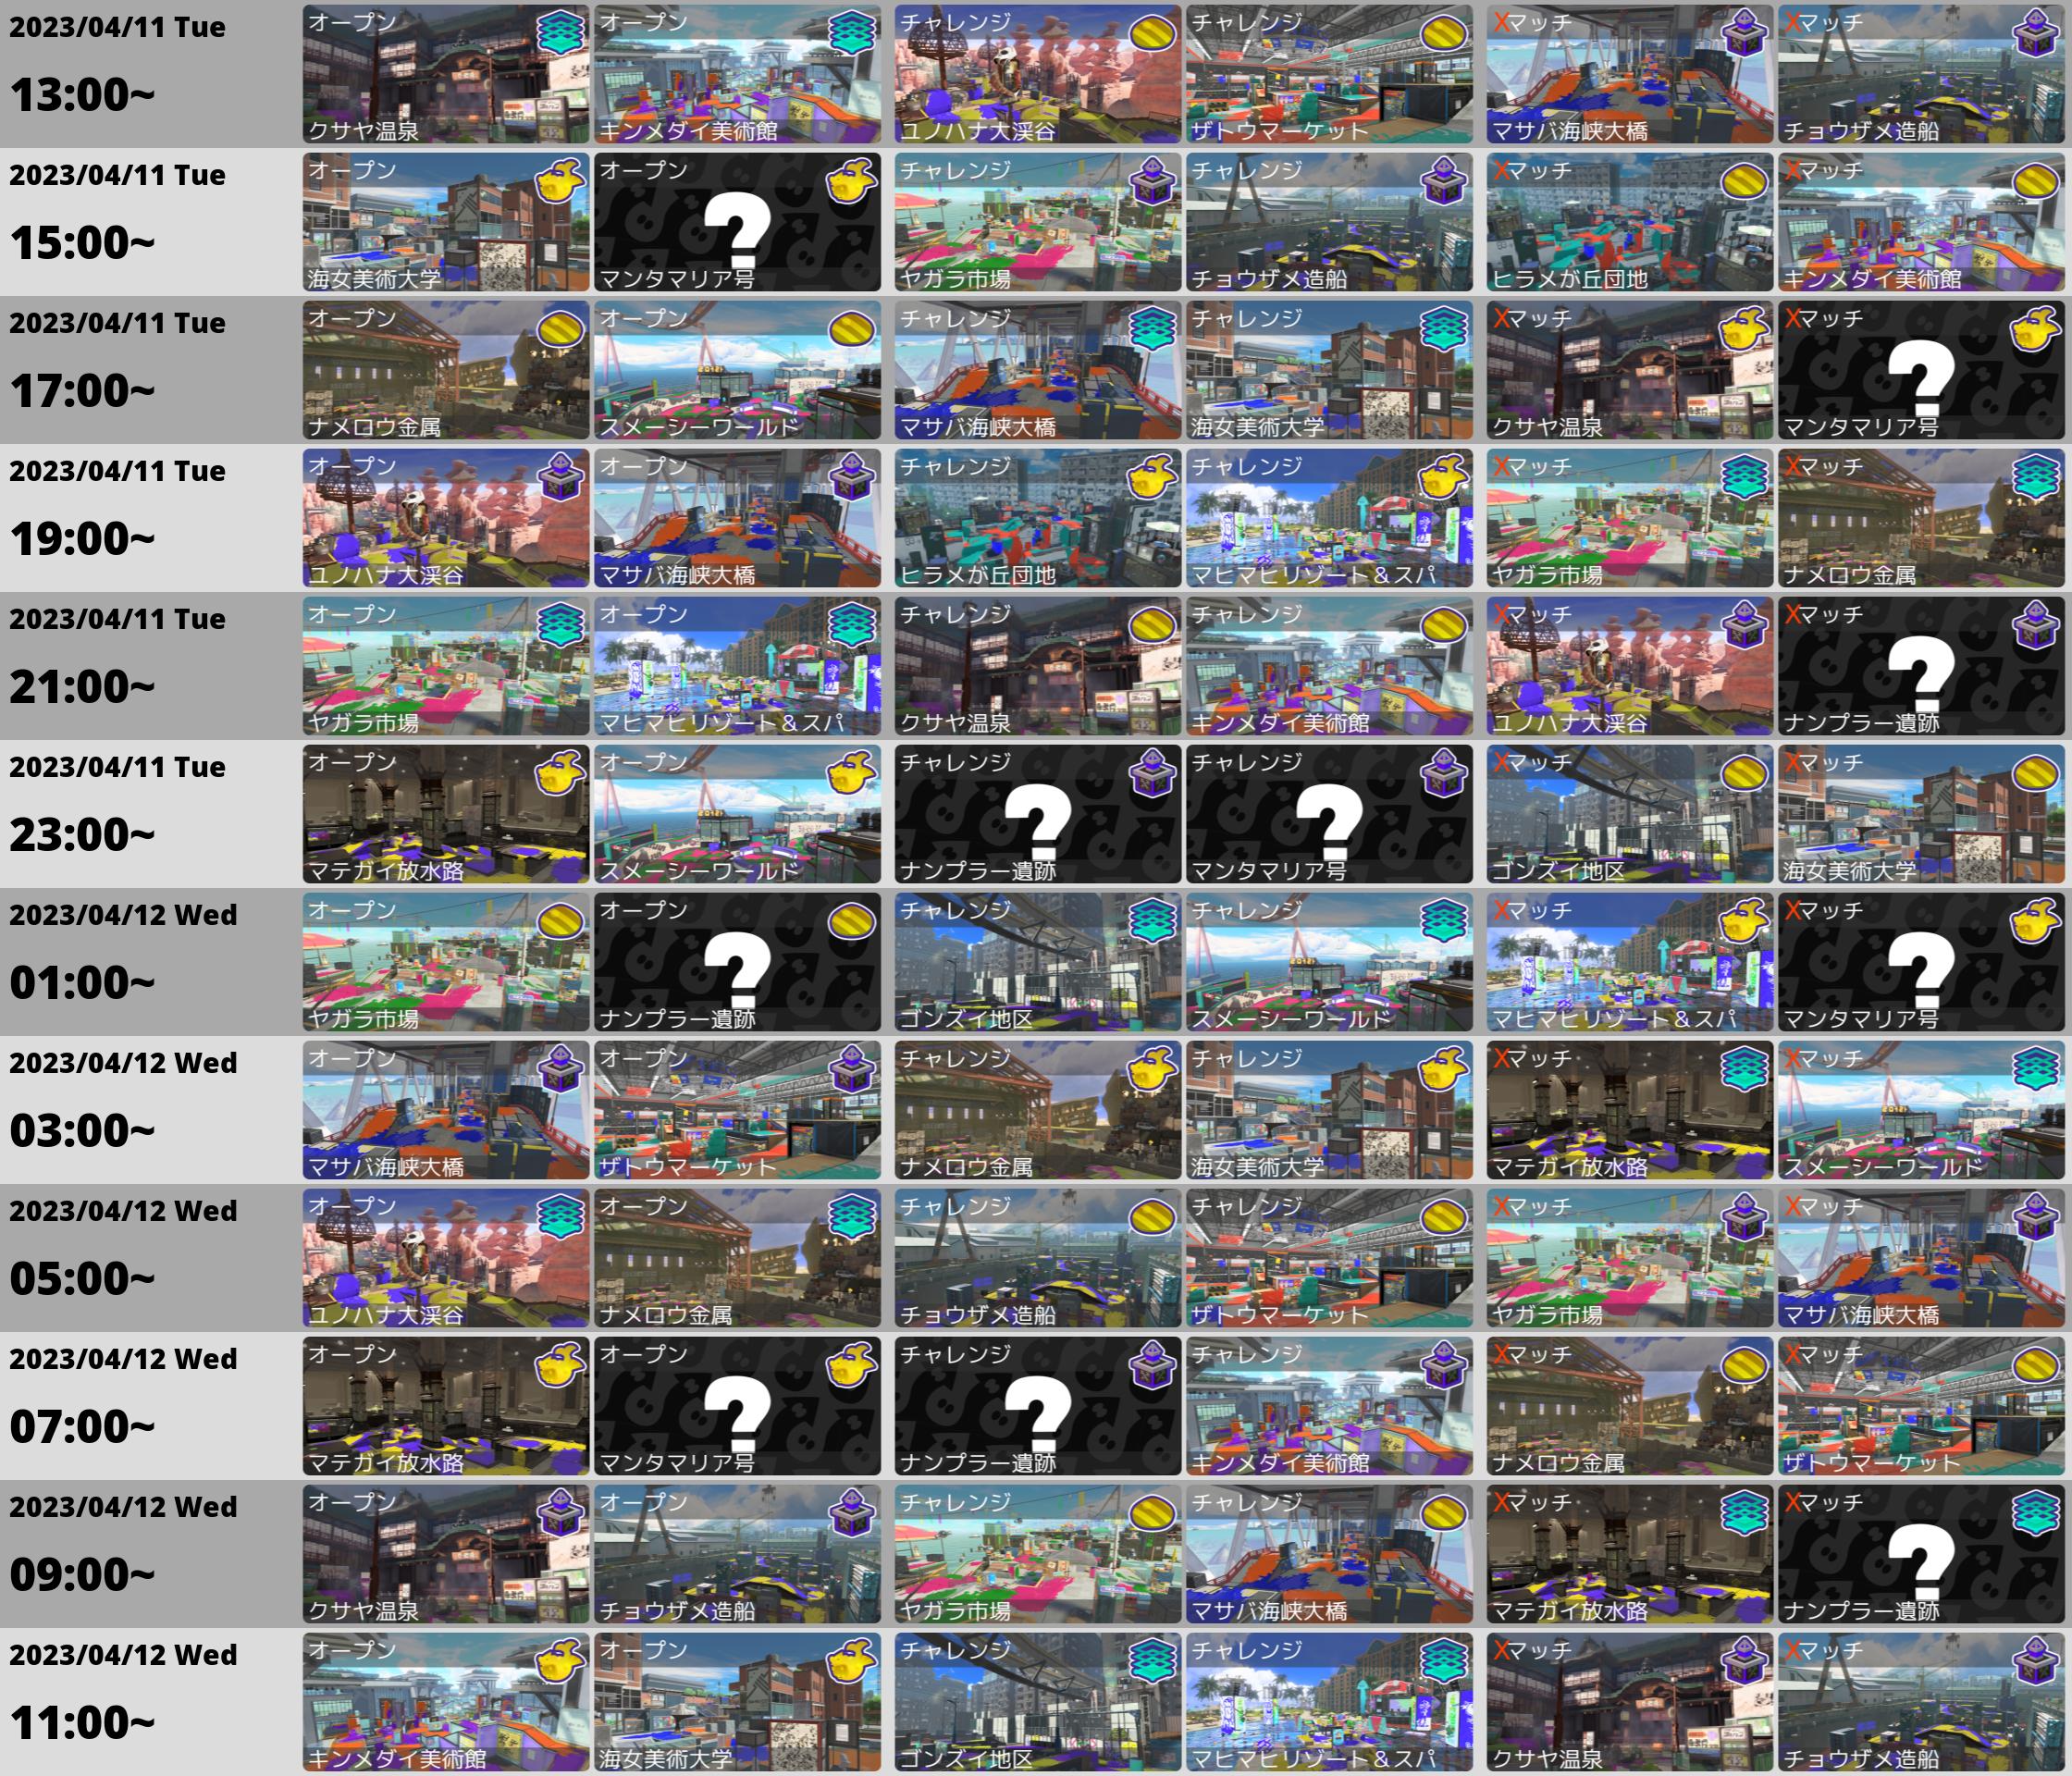 2023/04/11 Tue
13:00~
オープン オープン チャレンジ チャレンジ Xマッチ Xマッチ
クサヤ温泉 キンメダイ美術館 ユノハナ大渓谷 ザトウマーケット マサバ海峡大橋 チョウザメ造船
2023/04/11 Tue
15:00~
オープン オープン チャレンジ チャレンジ Xマッチ Xマッチ
海女美術大学 マンタマリア号 ヤガラ市場 チョウザメ造船 ヒラメが丘団地 キンメダイ美術館
2023/04/11 Tue
17:00~
オープン オープン チャレンジ チャレンジ Xマッチ Xマッチ
ナメロウ金属 スメーシーワールド マサバ海峡大橋 海女美術大学 クサヤ温泉 マンタマリア号
2023/04/11 Tue
19:00~
オープン オープン チャレンジ チャレンジ Xマッチ Xマッチ
ユノハナ大渓谷 マサバ海峡大橋 ヒラメが丘団地 マヒマヒリゾート&スパ ヤガラ市場 ナメロウ金属
2023/04/11 Tue
21:00~
オープン オープン チャレンジ チャレンジ Xマッチ Xマッチ
ヤガラ市場 マヒマヒリゾート&スパ クサヤ温泉 キンメダイ美術館 ユノハナ大渓谷 ナンプラー遺跡
2023/04/11 Tue
23:00~
オープン オープン チャレンジ チャレンジ Xマッチ Xマッチ
マテガイ放水路 スメーシーワールド ナンプラー遺跡 マンタマリア号 ゴンズイ地区 海女美術大学
2023/04/12 Wed
01:00~
オープン オープン チャレンジ チャレンジ Xマッチ Xマッチ
ヤガラ市場 ナンプラー遺跡 ゴンズイ地区 スメーシーワールド マヒマヒリゾート&スパ マンタマリア号
2023/04/12 Wed
03:00~
オープン オープン チャレンジ チャレンジ Xマッチ Xマッチ
マサバ海峡大橋 ザトウマーケット ナメロウ金属 海女美術大学 マテガイ放水路 スメーシーワールド
2023/04/12 Wed
05:00~
オープン オープン チャレンジ チャレンジ Xマッチ Xマッチ
ユノハナ大渓谷 ナメロウ金属 チョウザメ造船 ザトウマーケット ヤガラ市場 マサバ海峡大橋
2023/04/12 Wed
07:00~
オープン オープン チャレンジ チャレンジ Xマッチ Xマッチ
マテガイ放水路 マンタマリア号 ナンプラー遺跡 キンメダイ美術館 ナメロウ金属 ザトウマーケット
2023/04/12 Wed
09:00~
オープン オープン チャレンジ チャレンジ Xマッチ Xマッチ
クサヤ温泉 チョウザメ造船 ヤガラ市場 マサバ海峡大橋 マテガイ放水路 ナンプラー遺跡
2023/04/12 Wed
11:00~
オープン オープン チャレンジ チャレンジ Xマッチ Xマッチ
キンメダイ美術館 海女美術大学 ゴンズイ地区 マヒマヒリゾート&スパ クサヤ温泉 チョウザメ造船